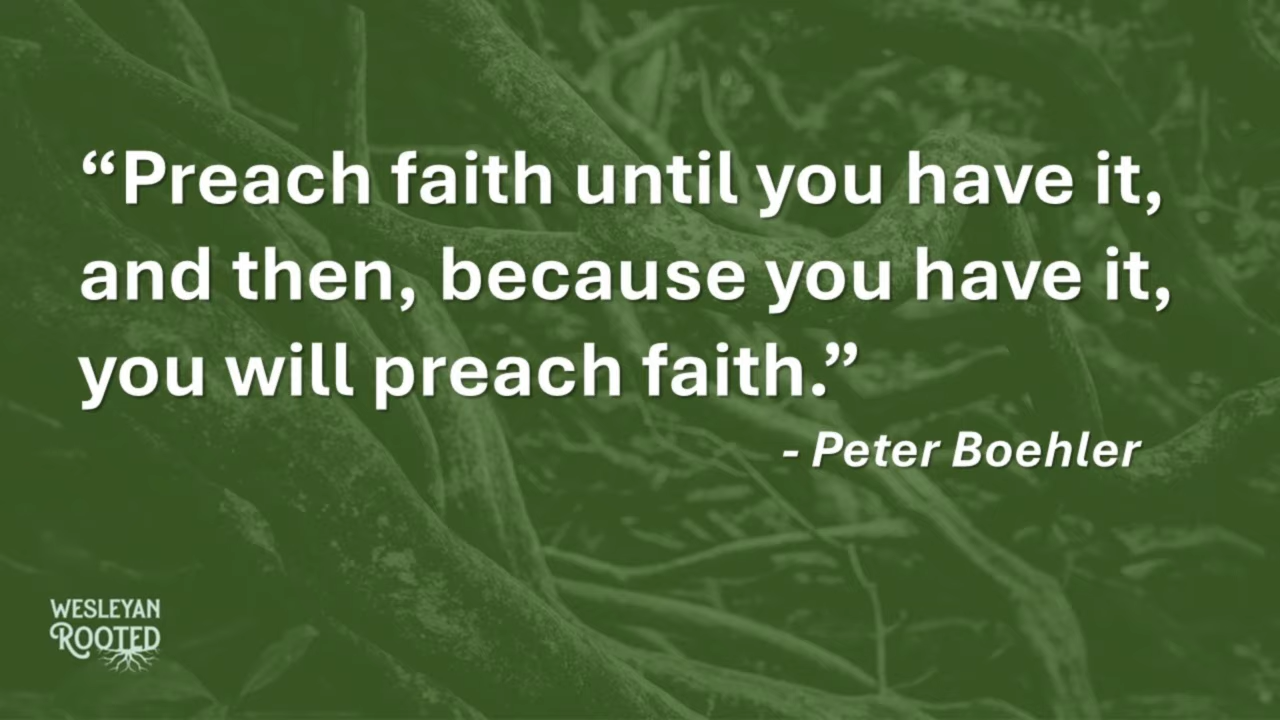 “Preach faith until you have it,
and then, because you have it,
you will preach faith.”
- Peter Boehler
WESLEYAN
ROOTED